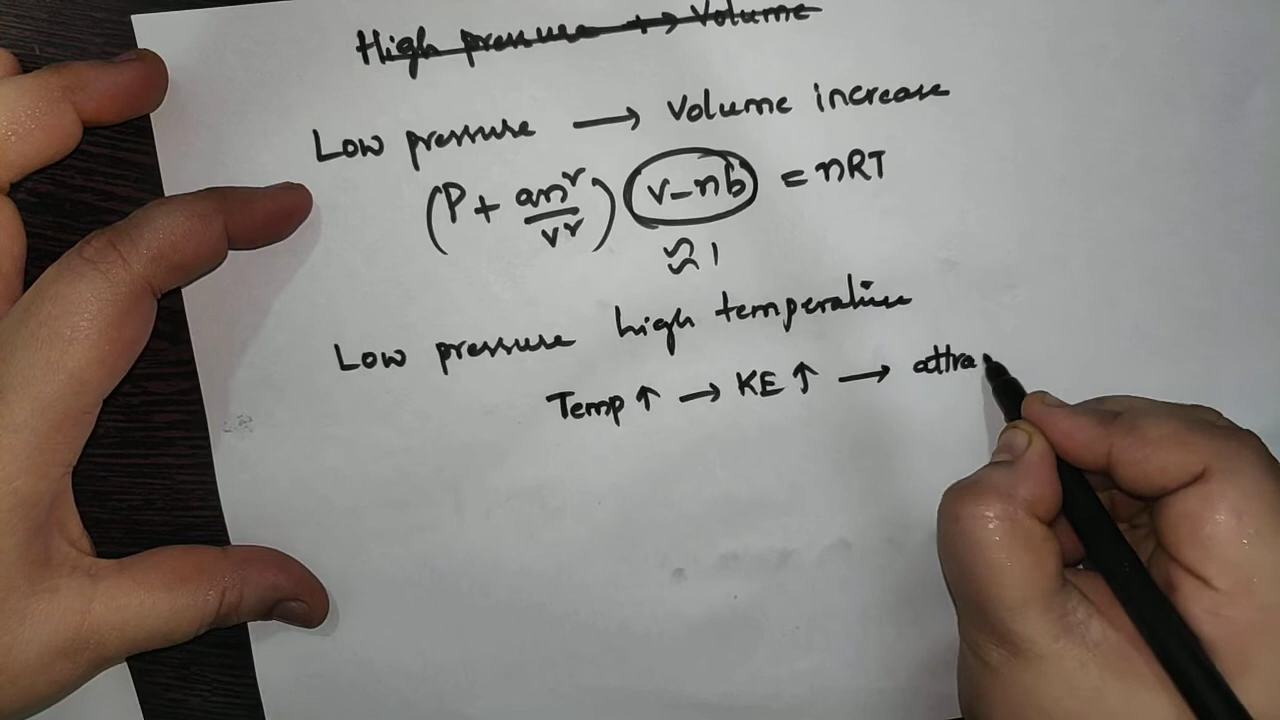 High pressure → Volume
Low pressure → Volume increase
(P + an²/v²) (v-nb) = nRT
≈ 1
Low pressure high temperature
Temp ↑ → KE ↑ → attra